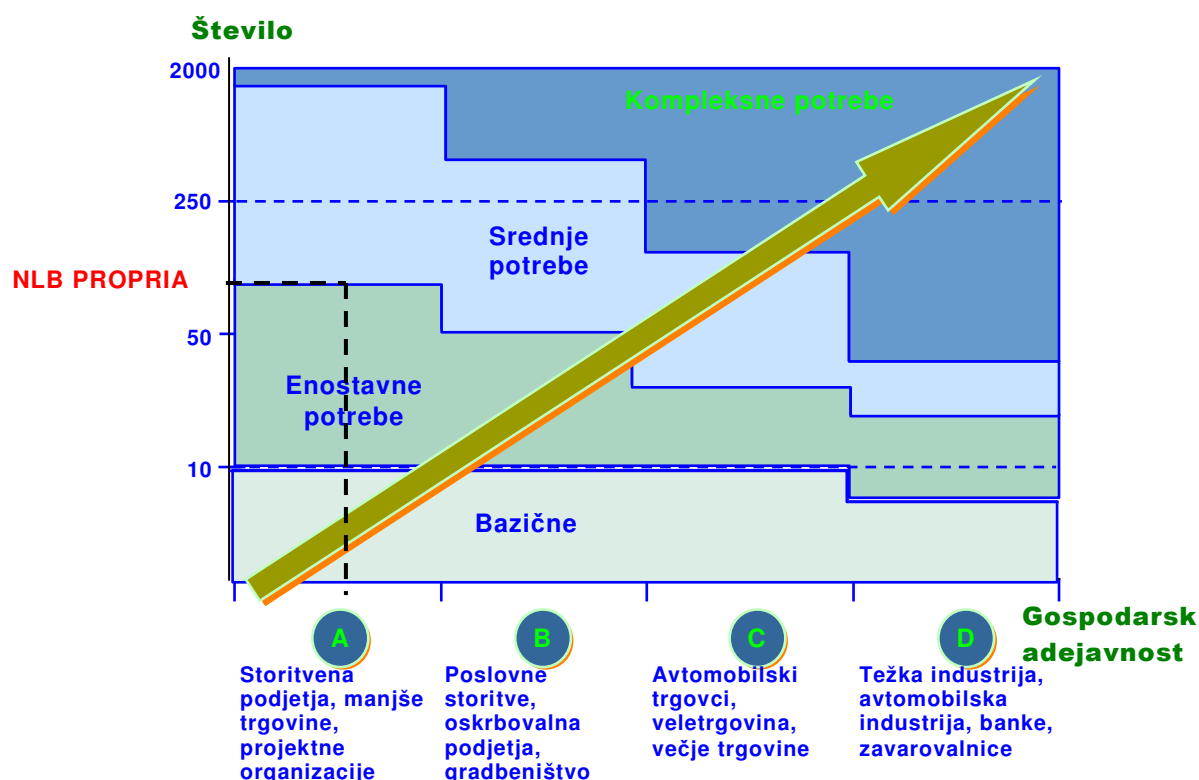 Število
2000
Kompleksne potrebe
250
Srednje
potrebe
NLB PROPRIA
50
Enostavne
potrebe
10
Bazične
A
B
C
D
Gospodarsk
adejavnost
Storitvena
podjetja, manjše
trgovine,
projektne
organizacije
Poslovne
storitve,
oskrbovalna
podjetja,
gradbeništvo
Avtomobilski
trgovci,
veletrgovina,
večje trgovine
Težka industrija,
avtomobilska
industrija, banke,
zavarovalnice